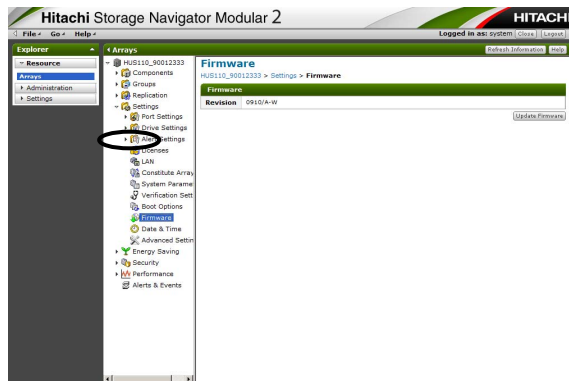 Hitachi Storage Navigator Modular 2
HITACHI
File Go Help
Logged in as: system Close Logout
Explorer
Resource
Arrays
Administration
Settings
Arrays
Refresh Information Help
HUS110_90012333
Components
Groups
Replication
Settings
Port Settings
Drive Settings
Alert Settings
Licenses
LAN
Constitute Array
System Parame
Verification Sett
Boot Options
Firmware
Date & Time
Advanced Settin
Energy Saving
Security
Performance
Alerts & Events
Firmware
HUS110_90012333 > Settings > Firmware
Firmware
Revision 0910/A-W
Update Firmware